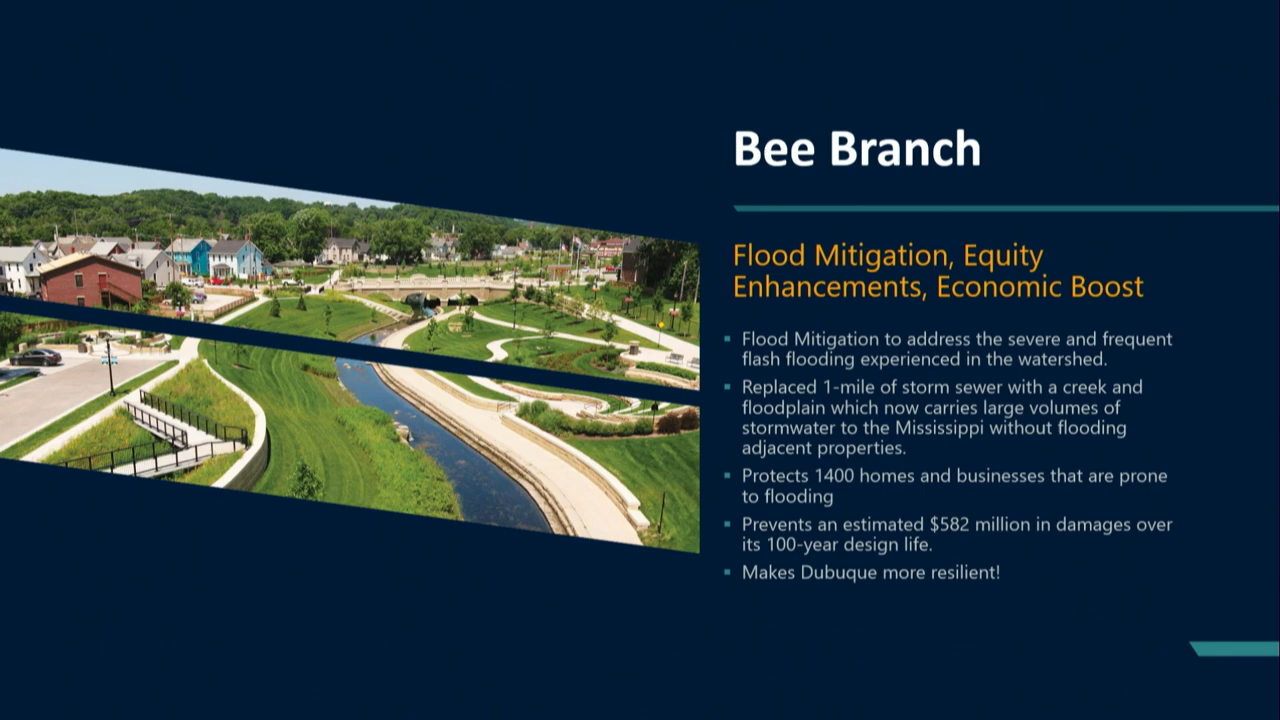 Bee Branch
Flood Mitigation, Equity
Enhancements, Economic Boost
▪ Flood Mitigation to address the severe and frequent
flash flooding experienced in the watershed.
▪ Replaced 1-mile of storm sewer with a creek and
floodplain which now carries large volumes of
stormwater to the Mississippi without flooding
adjacent properties.
▪ Protects 1400 homes and businesses that are prone
to flooding
▪ Prevents an estimated $582 million in damages over
its 100-year design life.
▪ Makes Dubuque more resilient!